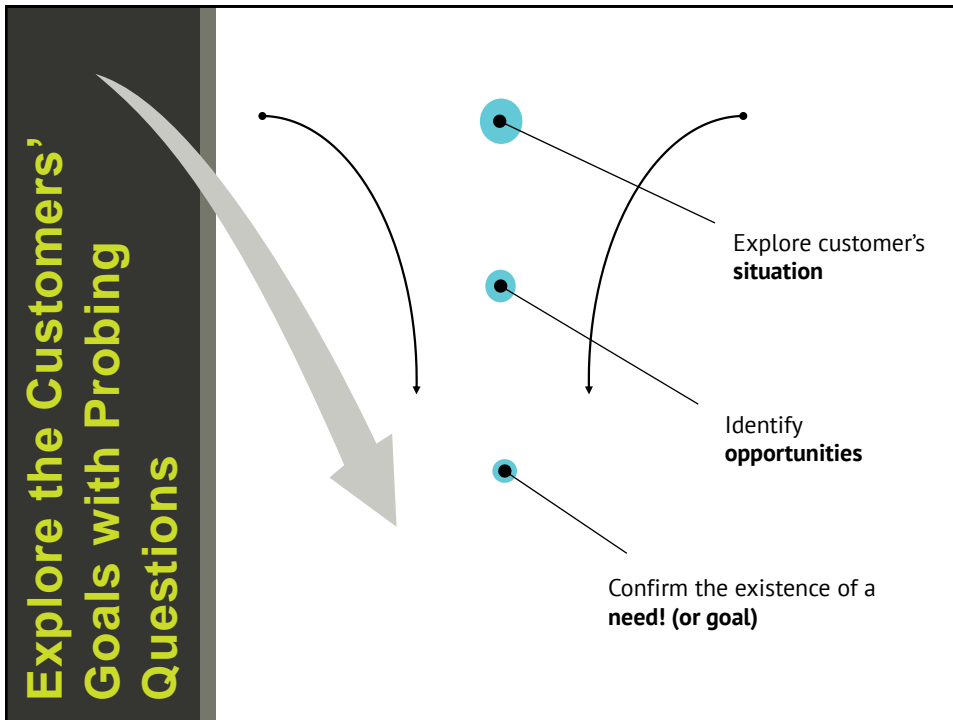 Explore the Customers’
Goals with Probing
Questions
Explore customer’s
situation
Identify
opportunities
Confirm the existence of a
need! (or goal)